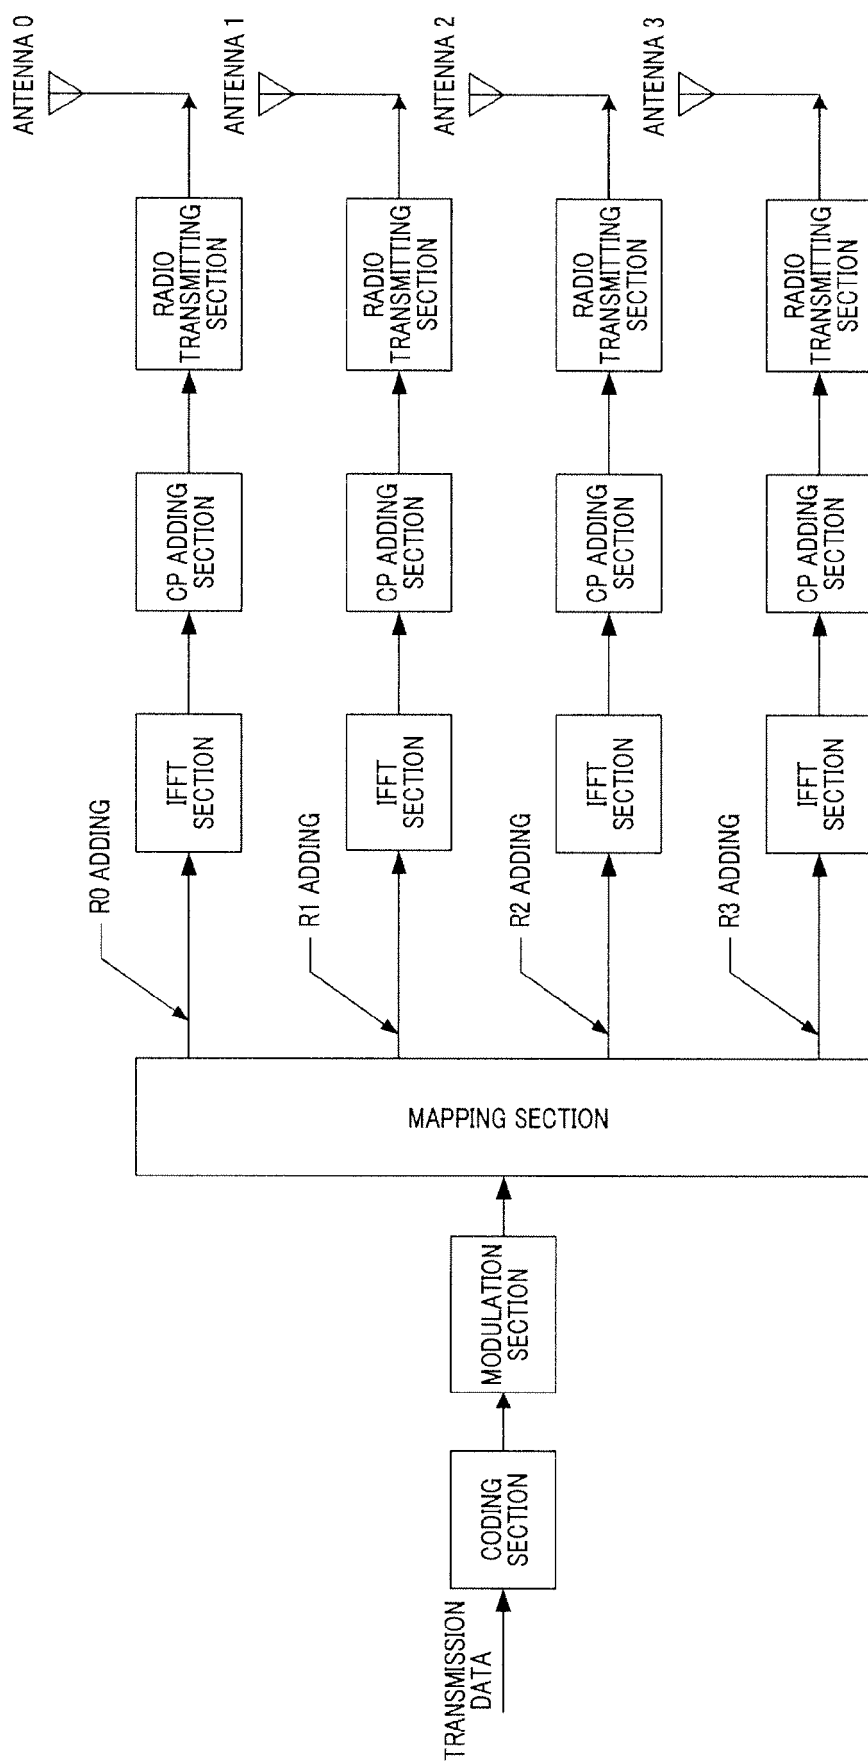 TRANSMISSION
DATA
CODING
SECTION
MODULATION
SECTION
MAPPING SECTION
R0 ADDING
IFFT
SECTION
CP ADDING
SECTION
RADIO
TRANSMITTING
SECTION
ANTENNA 0
R1 ADDING
IFFT
SECTION
CP ADDING
SECTION
RADIO
TRANSMITTING
SECTION
ANTENNA 1
R2 ADDING
IFFT
SECTION
CP ADDING
SECTION
RADIO
TRANSMITTING
SECTION
ANTENNA 2
R3 ADDING
IFFT
SECTION
CP ADDING
SECTION
RADIO
TRANSMITTING
SECTION
ANTENNA 3